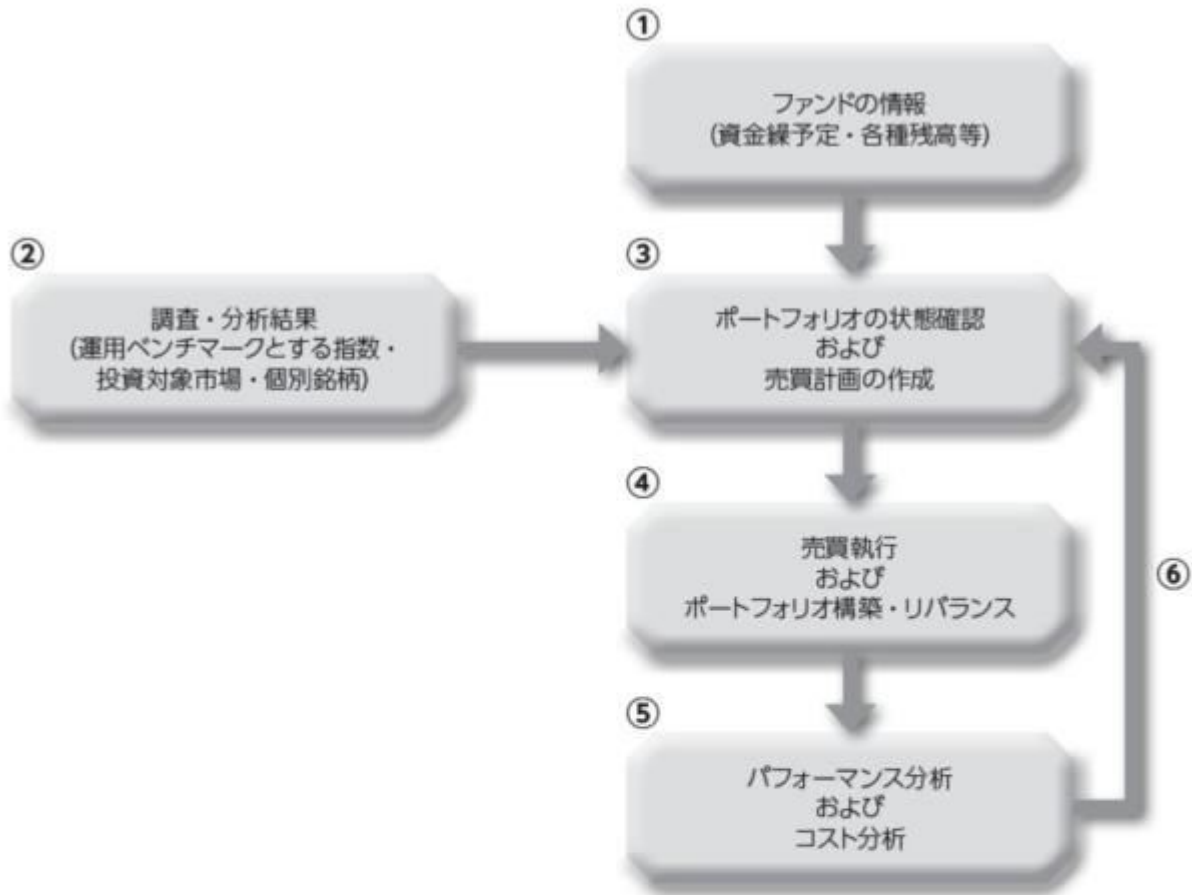 ①
ファンドの情報
(資金繰予定・各種残高等)
②
調査・分析結果
(運用ベンチマークとする指数・
投資対象市場・個別銘柄)
③
ポートフォリオの状態確認
および
売買計画の作成
④
売買執行
および
ポートフォリオ構築・リバランス
⑥
⑤
パフォーマンス分析
および
コスト分析